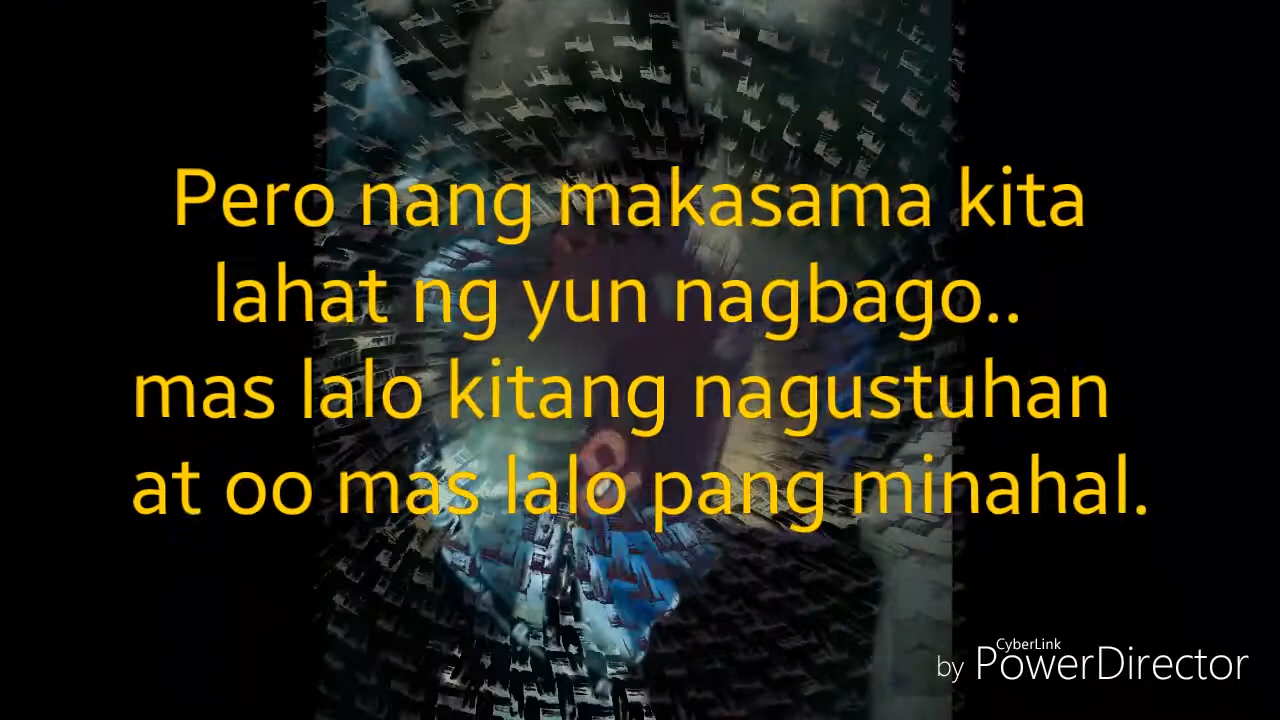 Pero nang makasama kita
lahat ng yun nagbago..
mas lalo kitang nagustuhan
at oo mas lalo pang minahal.
CyberLink
by PowerDirector